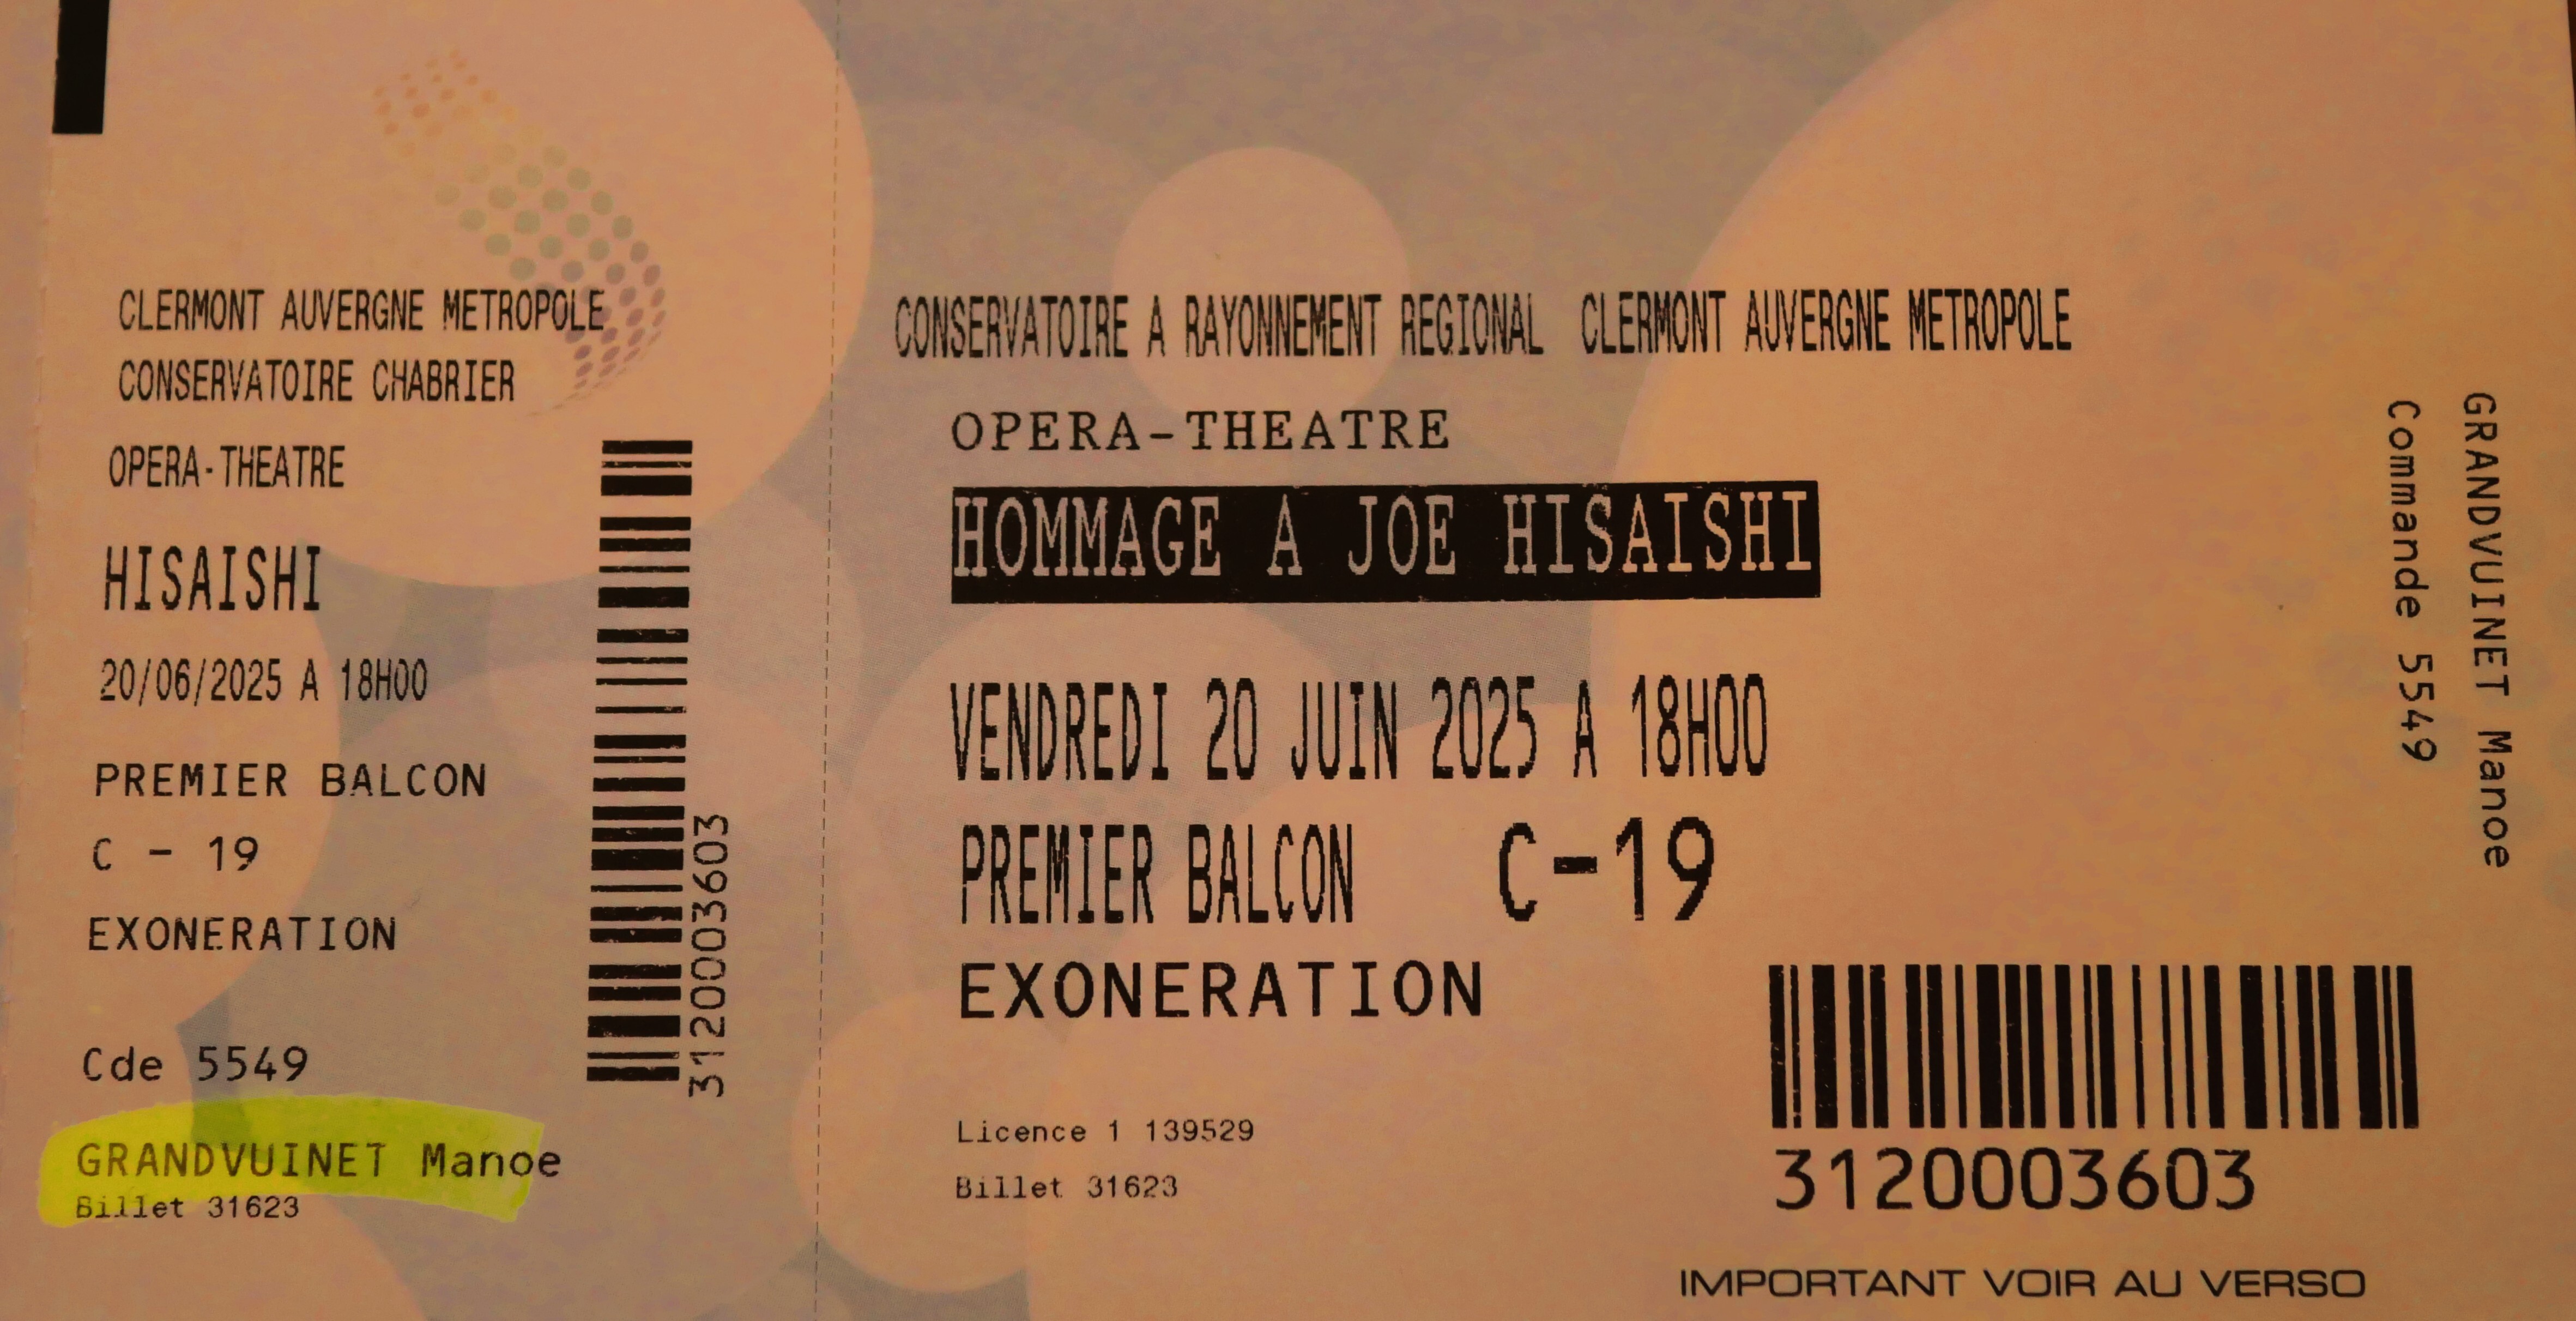 CLERMONT AUVERGNE METROPOLE
CONSERVATOIRE CHABRIER
OPERA-THEATRE
HISAISHI
20/06/2025 A 18H00
PREMIER BALCON
C - 19
EXONERATION
Cde 5549
GRANDVUINET Manoe
Billet 31623
3120003603
CONSERVATOIRE A RAYONNEMENT REGIONAL CLERMONT AUVERGNE METROPOLE
OPERA-THEATRE
HOMMAGE A JOE HISAISHI
VENDREDI 20 JUIN 2025 A 18H00
PREMIER BALCON C-19
EXONERATION
Licence 1 139529
Billet 31623
3120003603
IMPORTANT VOIR AU VERSO
GRANDVUINET Manoe
Commande 5549